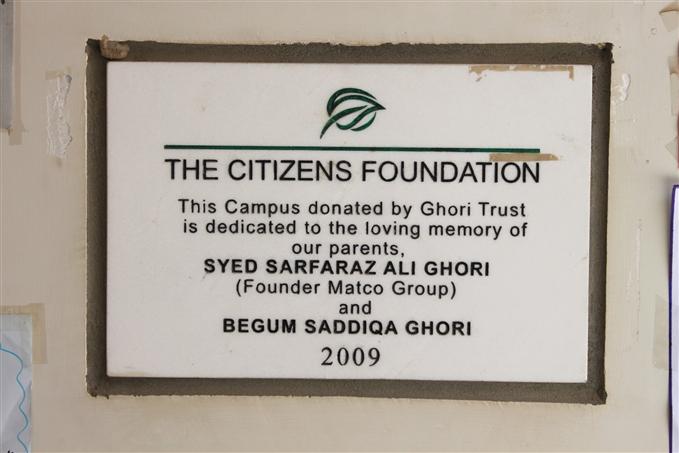 THE CITIZENS FOUNDATION
This Campus donated by Ghori Trust
is dedicated to the loving memory of
our parents,
SYED SARFARAZ ALI GHORI
(Founder Matco Group)
and
BEGUM SADDIQA GHORI
2009